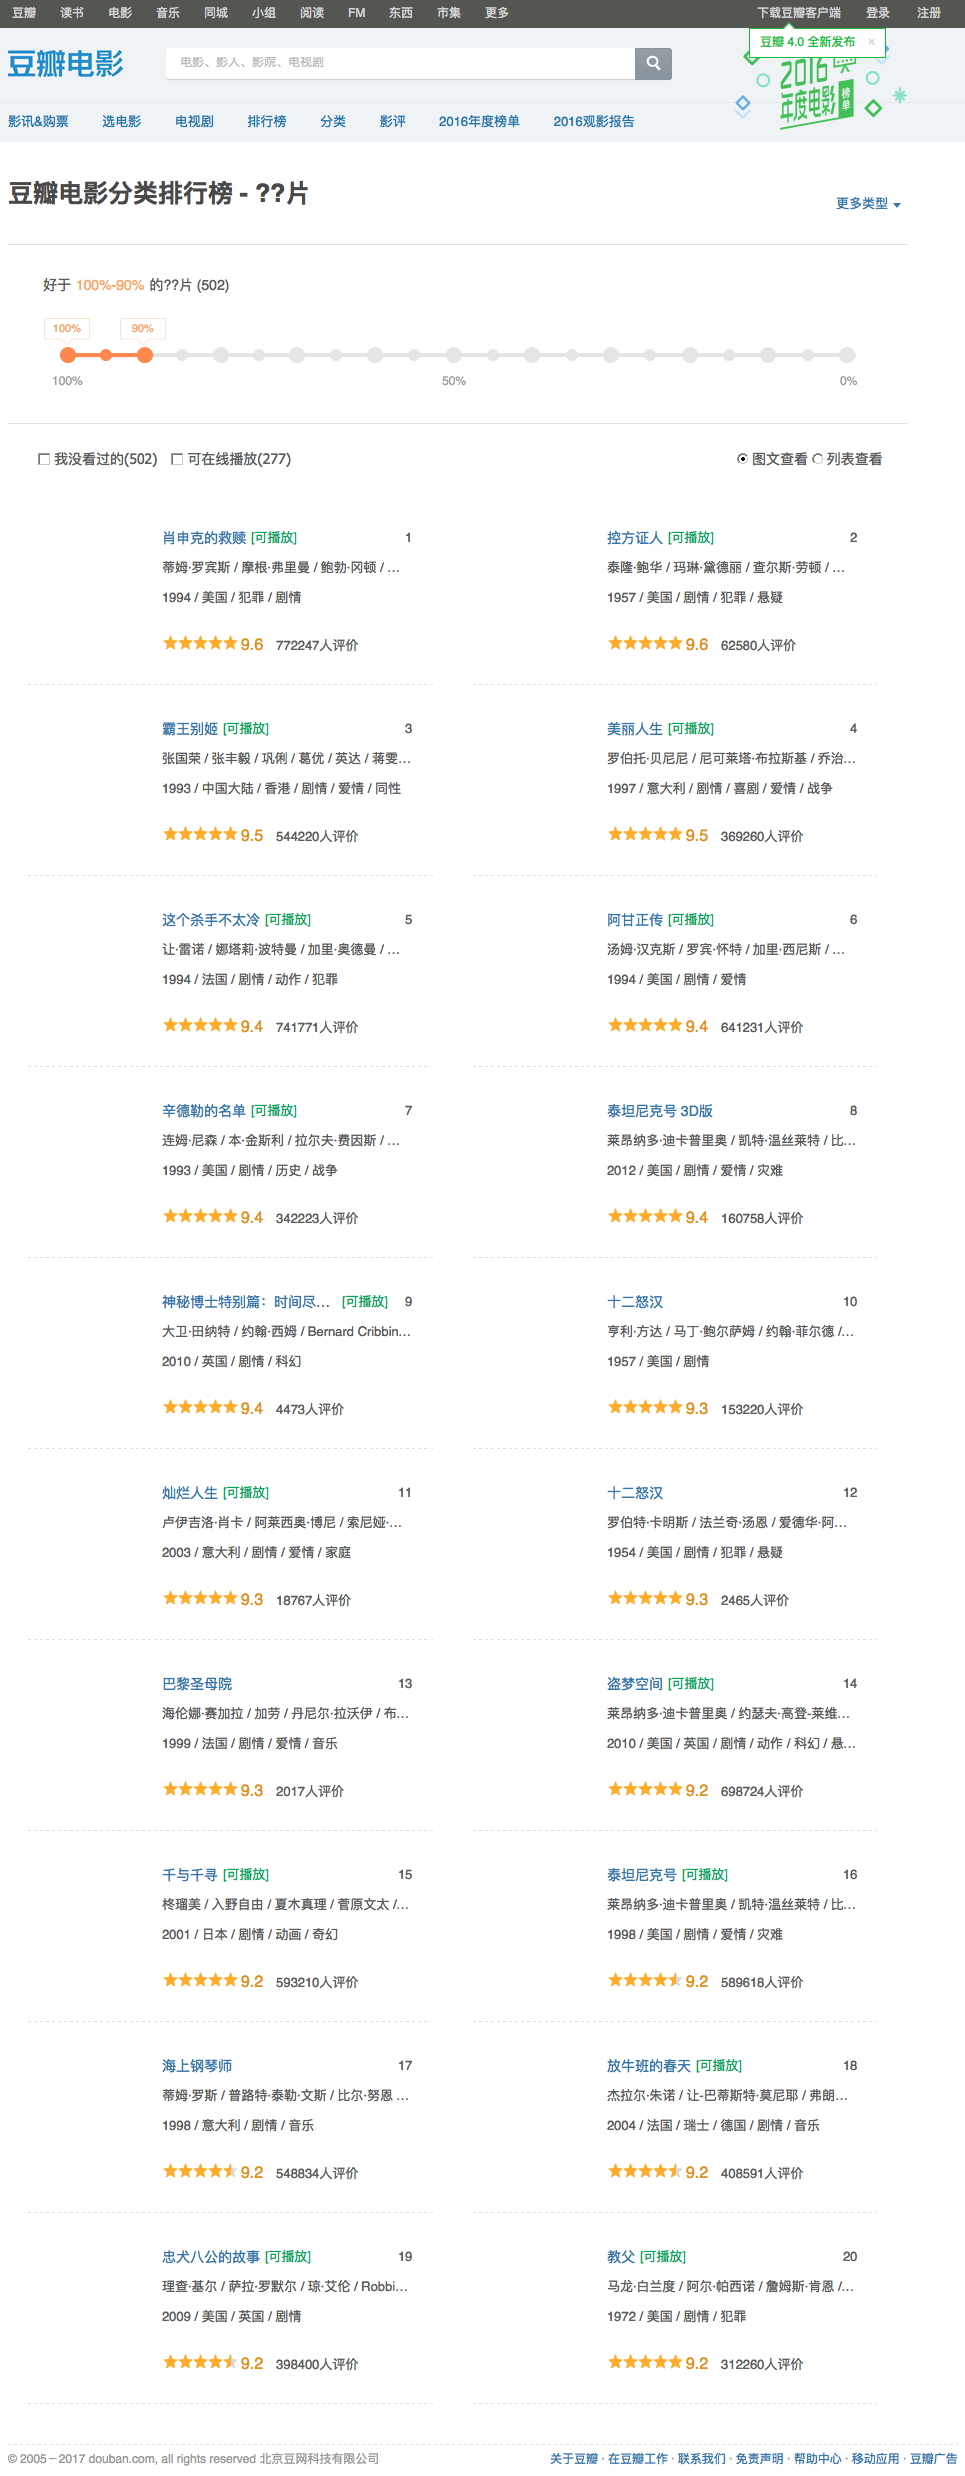 豆瓣 读书 电影 音乐 同城 小组 阅读 FM 东西 市集 更多 下载豆瓣客户端 登录 注册
豆瓣 4.0 全新发布 ×
豆瓣电影
电影、影人、影院、电视剧
2016
年度电影 榜单
影讯&购票 选电影 电视剧 排行榜 分类 影评 2016年度榜单 2016观影报告
豆瓣电影分类排行榜 - ??片
更多类型
好于 100%-90% 的??片 (502)
100% 90%
100% 50% 0%
我没看过的(502) 可在线播放(277) 图文查看 列表查看
肖申克的救赎 [可播放] 1
蒂姆·罗宾斯 / 摩根·弗里曼 / 鲍勃·冈顿 / ...
1994 / 美国 / 犯罪 / 剧情
9.6 772247人评价
控方证人 [可播放] 2
泰隆·鲍华 / 玛琳·黛德丽 / 查尔斯·劳顿 / ...
1957 / 美国 / 剧情 / 犯罪 / 悬疑
9.6 62580人评价
霸王别姬 [可播放] 3
张国荣 / 张丰毅 / 巩俐 / 葛优 / 英达 / 蒋雯...
1993 / 中国大陆 / 香港 / 剧情 / 爱情 / 同性
9.5 544220人评价
美丽人生 [可播放] 4
罗伯托·贝尼尼 / 尼可莱塔·布拉斯基 / 乔治...
1997 / 意大利 / 剧情 / 喜剧 / 爱情 / 战争
9.5 369260人评价
这个杀手不太冷 [可播放] 5
让·雷诺 / 娜塔莉·波特曼 / 加里·奥德曼 / ...
1994 / 法国 / 剧情 / 动作 / 犯罪
9.4 741771人评价
阿甘正传 [可播放] 6
汤姆·汉克斯 / 罗宾·怀特 / 加里·西尼斯 / ...
1994 / 美国 / 剧情 / 爱情
9.4 641231人评价
辛德勒的名单 [可播放] 7
连姆·尼森 / 本·金斯利 / 拉尔夫·费因斯 / ...
1993 / 美国 / 剧情 / 历史 / 战争
9.4 342223人评价
泰坦尼克号 3D版 8
莱昂纳多·迪卡普里奥 / 凯特·温丝莱特 / 比...
2012 / 美国 / 剧情 / 爱情 / 灾难
9.4 160758人评价
神秘博士特别篇：时间尽... [可播放] 9
大卫·田纳特 / 约翰·西姆 / Bernard Cribbin...
2010 / 英国 / 剧情 / 科幻
9.4 4473人评价
十二怒汉 10
亨利·方达 / 马丁·鲍尔萨姆 / 约翰·菲尔德 /...
1957 / 美国 / 剧情
9.3 153220人评价
灿烂人生 [可播放] 11
卢伊吉洛·肖卡 / 阿莱西奥·博尼 / 索尼娅·...
2003 / 意大利 / 剧情 / 爱情 / 家庭
9.3 18767人评价
十二怒汉 12
罗伯特·卡明斯 / 法兰奇·汤恩 / 爱德华·阿...
1954 / 美国 / 剧情 / 犯罪 / 悬疑
9.3 2465人评价
巴黎圣母院 13
海伦娜·赛加拉 / 加劳 / 丹尼尔·拉沃伊 / 布...
1999 / 法国 / 剧情 / 爱情 / 音乐
9.3 2017人评价
盗梦空间 [可播放] 14
莱昂纳多·迪卡普里奥 / 约瑟夫·高登-莱维...
2010 / 美国 / 英国 / 剧情 / 动作 / 科幻 / 悬...
9.2 698724人评价
千与千寻 [可播放] 15
柊瑠美 / 入野自由 / 夏木真理 / 菅原文太 /...
2001 / 日本 / 剧情 / 动画 / 奇幻
9.2 593210人评价
泰坦尼克号 [可播放] 16
莱昂纳多·迪卡普里奥 / 凯特·温丝莱特 / 比...
1998 / 美国 / 剧情 / 爱情 / 灾难
9.2 589618人评价
海上钢琴师 17
蒂姆·罗斯 / 普路特·泰勒·文斯 / 比尔·努恩 ...
1998 / 意大利 / 剧情 / 音乐
9.2 548834人评价
放牛班的春天 [可播放] 18
杰拉尔·朱诺 / 让-巴蒂斯特·莫尼耶 / 弗朗...
2004 / 法国 / 瑞士 / 德国 / 剧情 / 音乐
9.2 408591人评价
忠犬八公的故事 [可播放] 19
理查·基尔 / 萨拉·罗默尔 / 琼·艾伦 / Robbi...
2009 / 美国 / 英国 / 剧情
9.2 398400人评价
教父 [可播放] 20
马龙·白兰度 / 阿尔·帕西诺 / 詹姆斯·肯恩 /...
1972 / 美国 / 剧情 / 犯罪
9.2 312260人评价
© 2005－2017 douban.com, all rights reserved 北京豆网科技有限公司
关于豆瓣 · 在豆瓣工作 · 联系我们 · 免责声明 · 帮助中心 · 移动应用 · 豆瓣广告